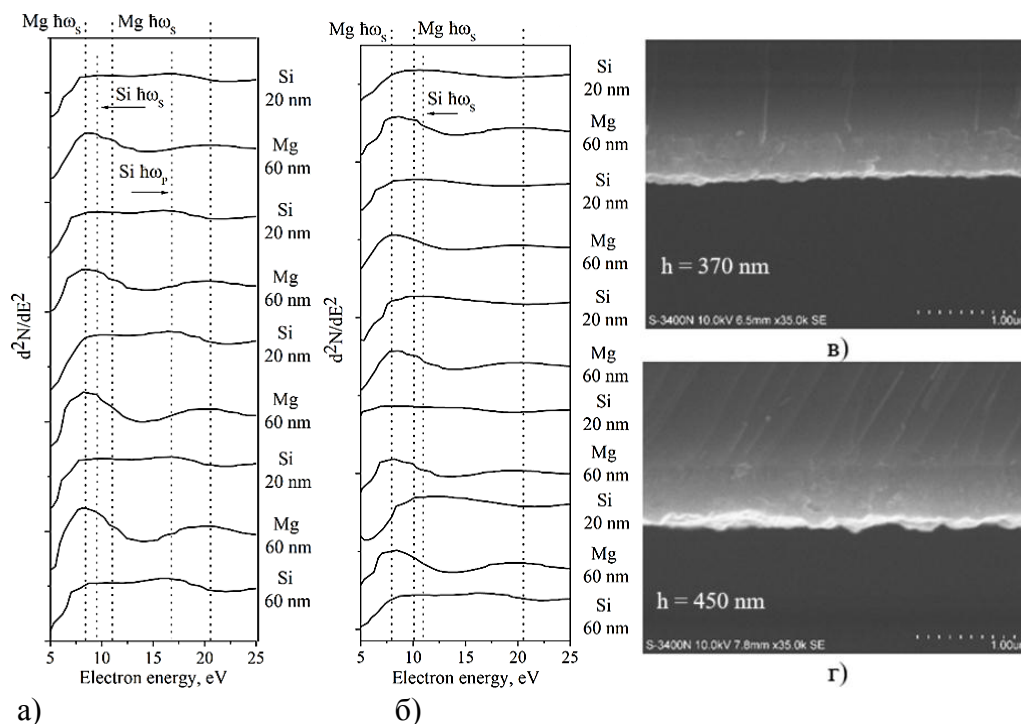 Mg ħωs Mg ħωs
Si ħωs
Si ħωp
Si
20 nm
Mg
60 nm
Si
20 nm
Mg
60 nm
Si
20 nm
Mg
60 nm
Si
20 nm
Mg
60 nm
Si
60 nm
d²N/dE²
5 10 15 20 25
Electron energy, eV
а)
Mg ħωs Mg ħωs
Si ħωs
Si
20 nm
Mg
60 nm
Si
20 nm
Mg
60 nm
Si
20 nm
Mg
60 nm
Si
20 nm
Mg
60 nm
Si
20 nm
Mg
60 nm
Si
60 nm
d²N/dE²
5 10 15 20 25
Electron energy, eV
б)
h = 370 nm
S-3400N 10.0kV 6.5mm x35.0k SE 1.00u
в)
h = 450 nm
S-3400N 10.0kV 7.8mm x35.0k SE 1.00u
г)